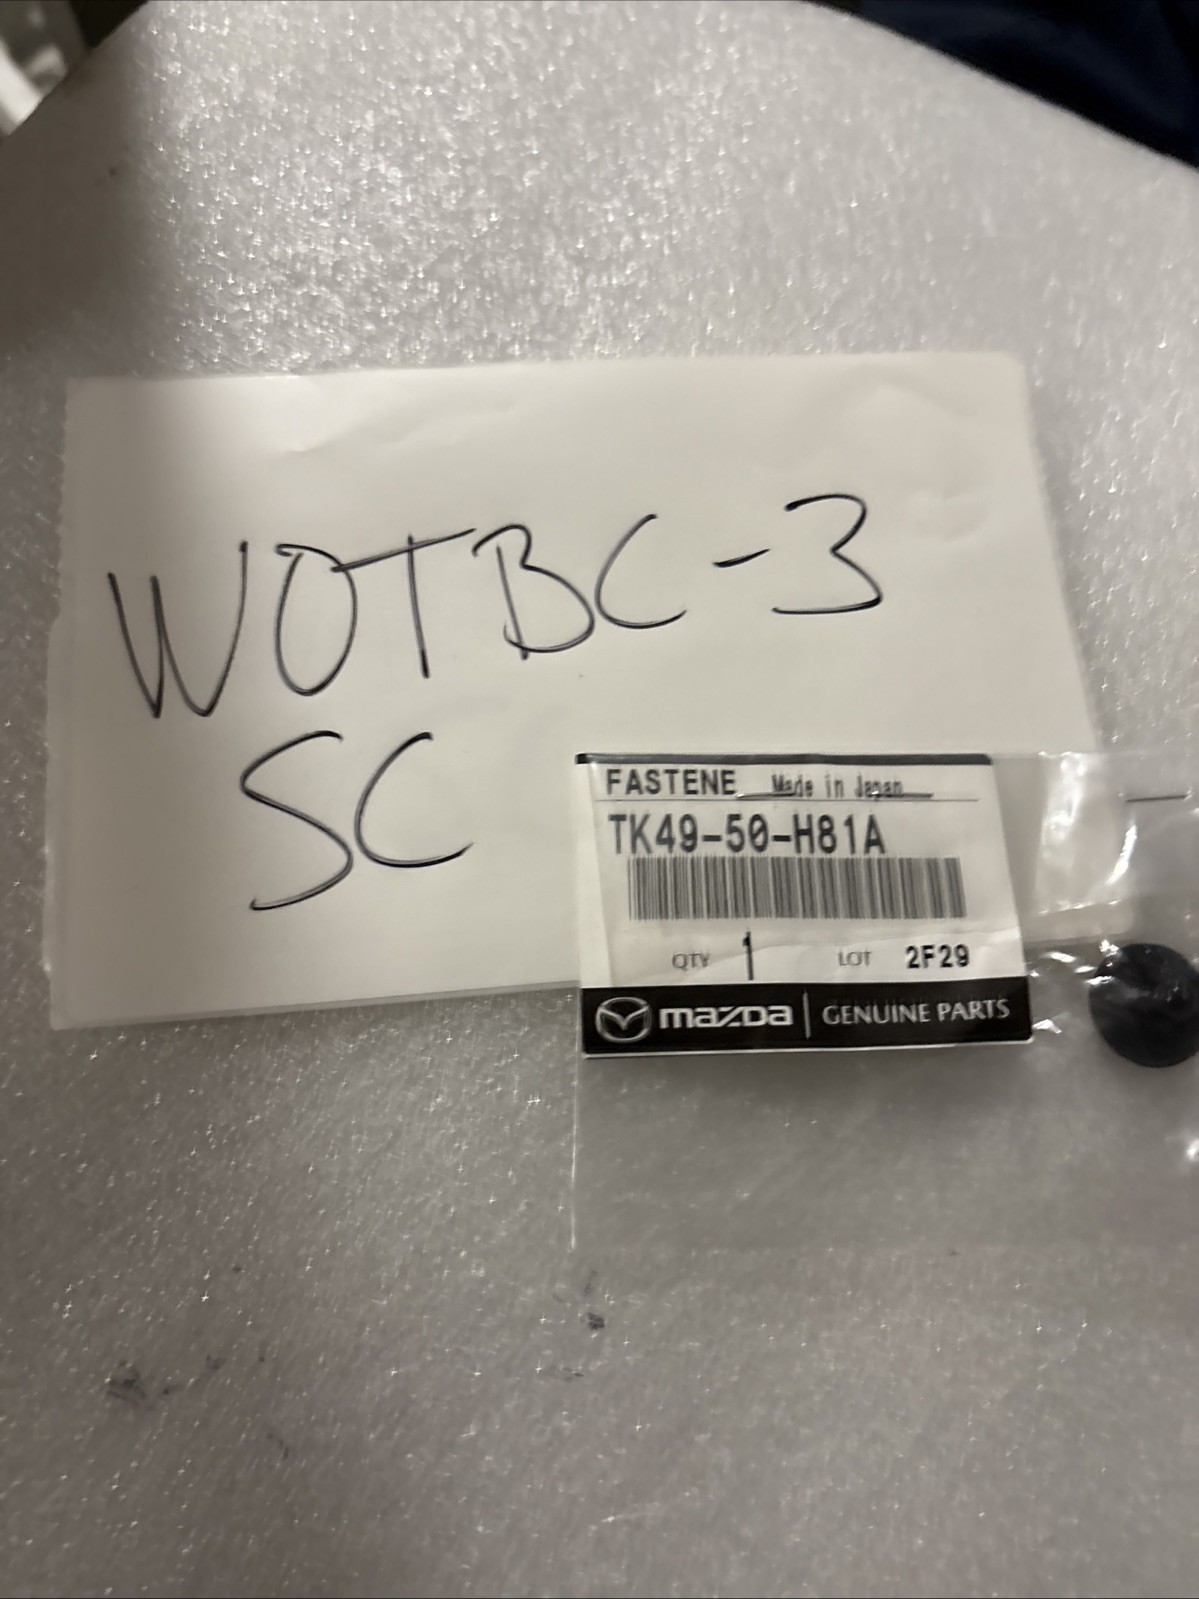 WOTBC-3
SC
FASTENE Made in Japan
TK49-50-H81A
QTY 1 LOT 2F29
mazda | GENUINE PARTS